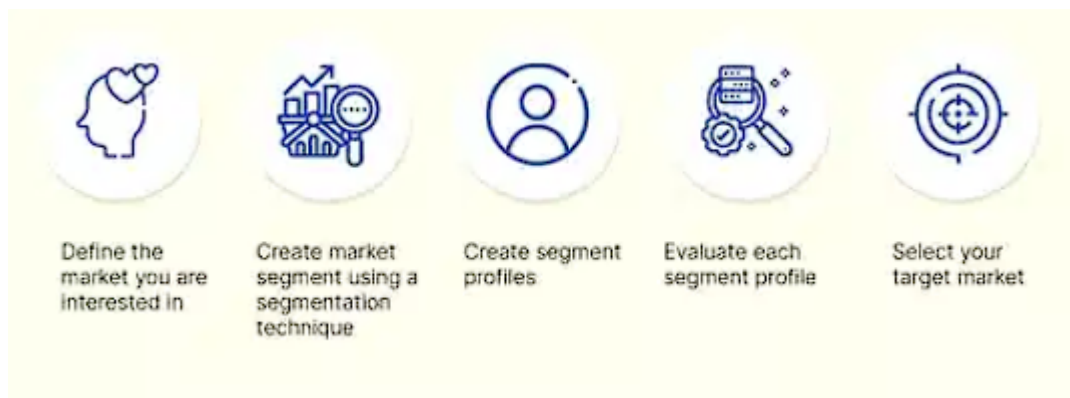 Define the
market you are
interested in
Create market
segment using a
segmentation
technique
Create segment
profiles
Evaluate each
segment profile
Select your
target market